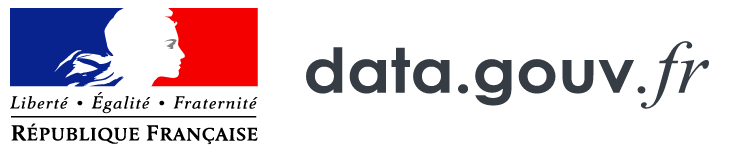 Liberté • Égalité • Fraternité
RÉPUBLIQUE FRANÇAISE
data.gouv.fr